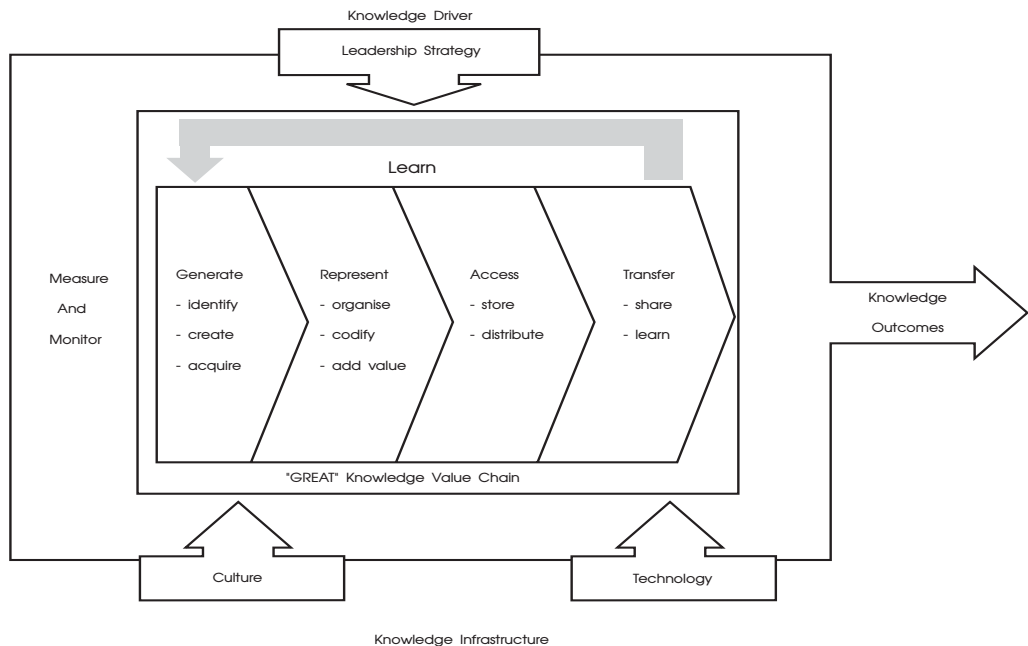 Knowledge Driver
Leadership Strategy
Learn
Measure
And
Monitor
Generate
- identify
- create
- acquire
Represent
- organise
- codify
- add value
Access
- store
- distribute
Transfer
- share
- learn
Knowledge
Outcomes
"GREAT" Knowledge Value Chain
Culture
Technology
Knowledge Infrastructure